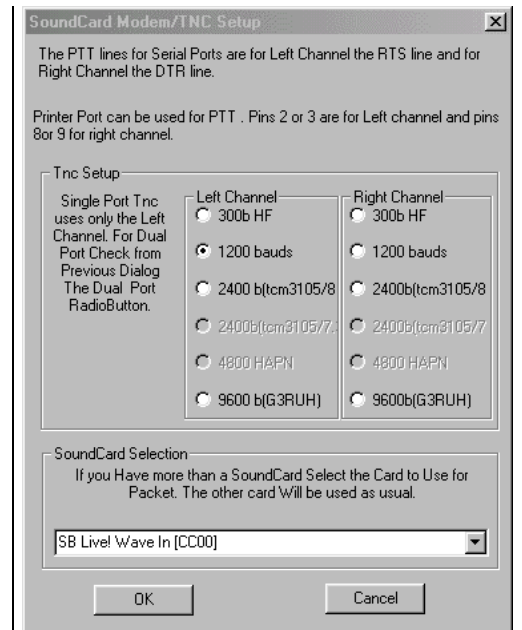 SoundCard Modem/TNC Setup
The PTT lines for Serial Ports are for Left Channel the RTS line and for
Right Channel the DTR line.
Printer Port can be used for PTT . Pins 2 or 3 are for Left channel and pins
8or 9 for right channel.
Tnc Setup
Single Port Tnc
uses only the Left
Channel. For Dual
Port Check from
Previous Dialog
The Dual Port
RadioButton.
Left Channel
300b HF
1200 bauds
2400 b(tcm3105/8
2400b(tcm3105/7.
4800 HAPN
9600 b(G3RUH)
Right Channel
300b HF
1200 bauds
2400b(tcm3105/8
2400b(tcm3105/7
4800 HAPN
9600b(G3RUH)
SoundCard Selection
If you Have more than a SoundCard Select the Card to Use for
Packet. The other card Will be used as usual.
SB Live! Wave In [CC00]
OK
Cancel